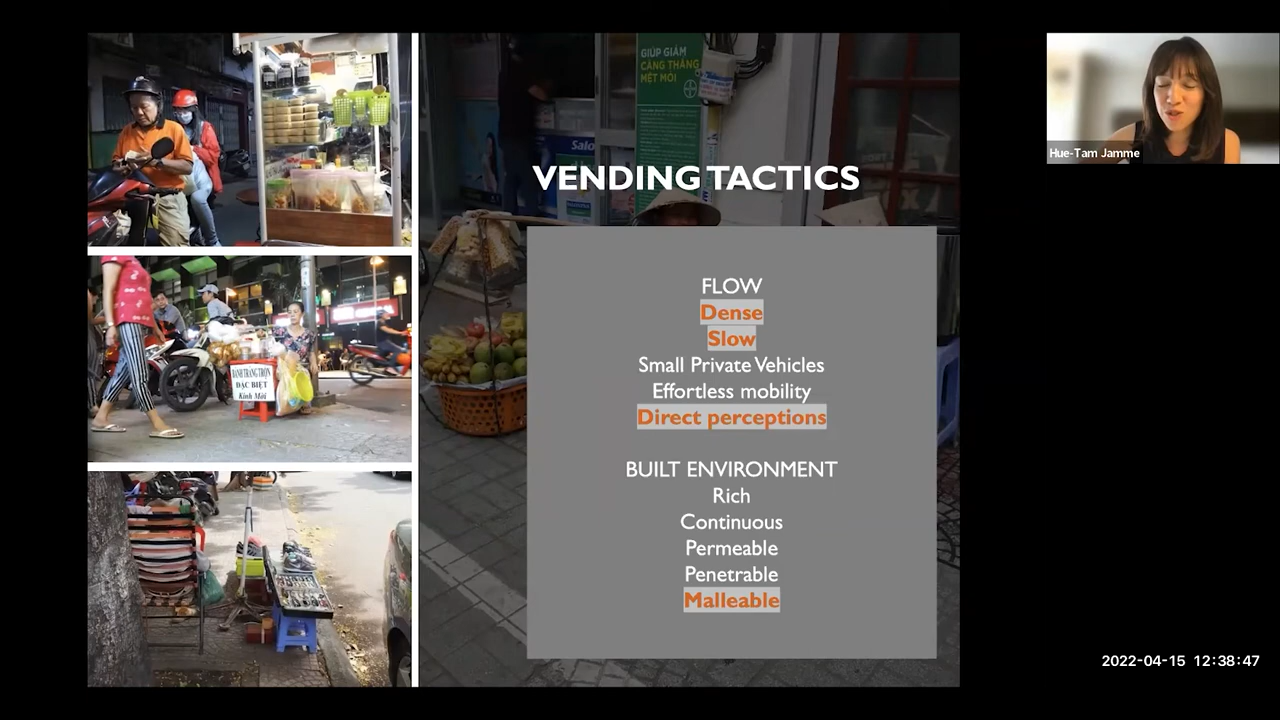 GIÚP GIẢM
CĂNG THẲNG
MỆT MỎI
Salo
VENDING TACTICS
FLOW
Dense
Slow
Small Private Vehicles
Effortless mobility
Direct perceptions
BUILT ENVIRONMENT
Rich
Continuous
Permeable
Penetrable
Malleable
BÁNH TRÁNG TRỘN
ĐẶC BIỆT
Kính Mời
Hue-Tam Jamme
2022-04-15 12:38:47